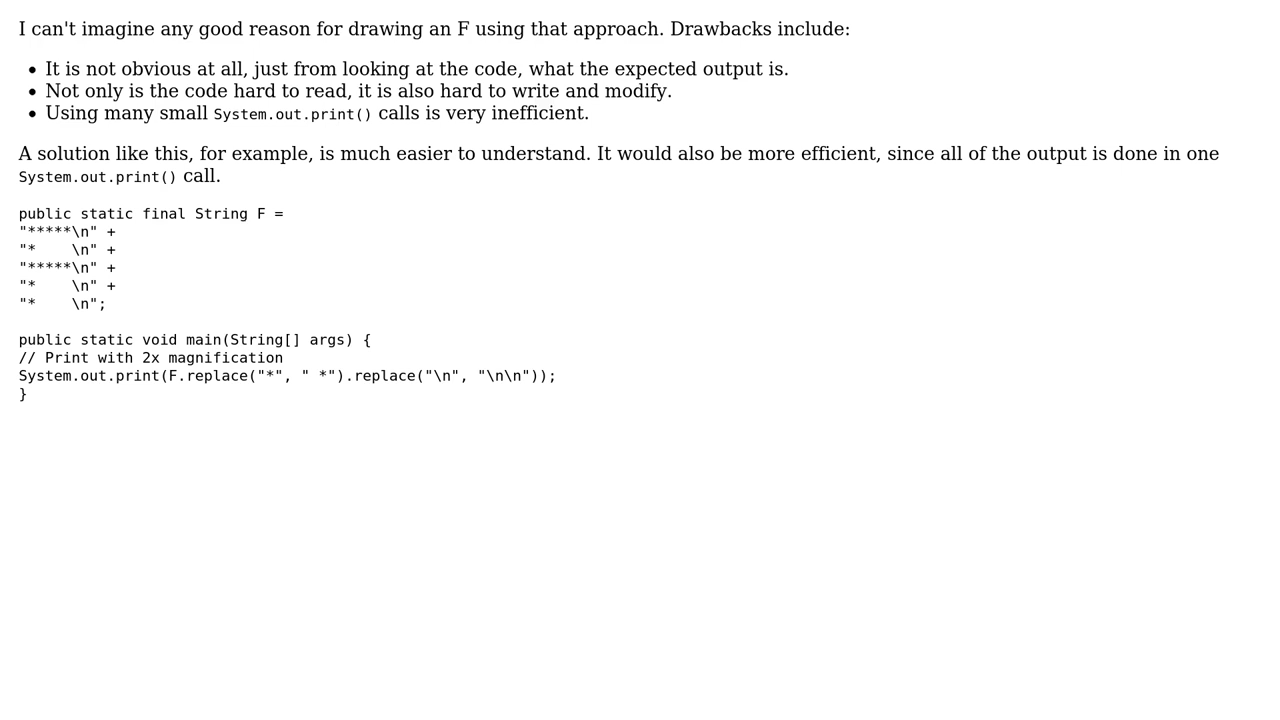 I can't imagine any good reason for drawing an F using that approach. Drawbacks include:
• It is not obvious at all, just from looking at the code, what the expected output is.
• Not only is the code hard to read, it is also hard to write and modify.
• Using many small System.out.print() calls is very inefficient.
A solution like this, for example, is much easier to understand. It would also be more efficient, since all of the output is done in one
System.out.print() call.
public static final String F =
"*****\n" +
"*    \n" +
"*****\n" +
"*    \n" +
"*    \n";
public static void main(String[] args) {
// Print with 2x magnification
System.out.print(F.replace("*", " *").replace("\n", "\n\n"));
}